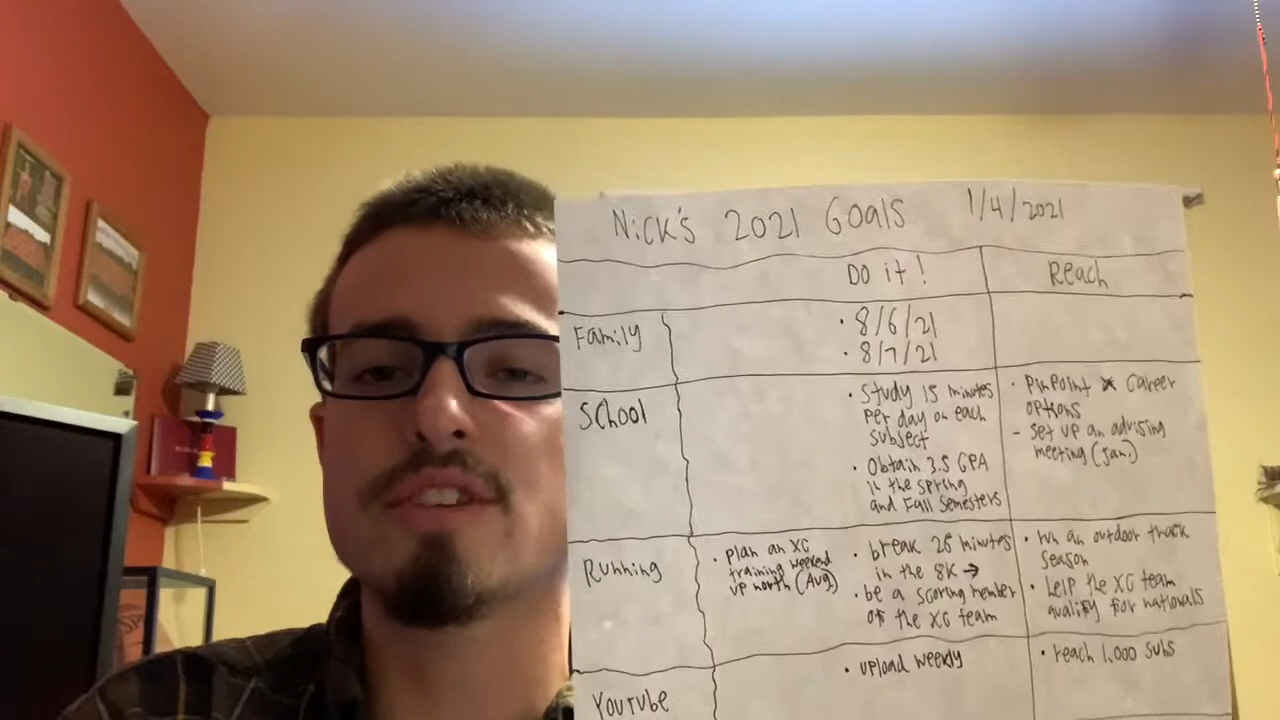 Nick's 2021 Goals 1/4/2021
Do it! Reach
Family
• 8/6/21
• 8/7/21
School
• Study 15 minutes
per day on each
subject
• Obtain 3.5 GPA
in the spring
and Fall Semesters
• Pinpoint career
options
- Set up an advising
meeting (Jan.)
Running
• plan an XC
training weekend
up north (Aug)
• break 26 minutes
in the 8K →
• be a scoring member
of the XC team
• run an outdoor track
season
• help the XC team
qualify for nationals
Youtube
• upload weekly
• reach 1,000 subs